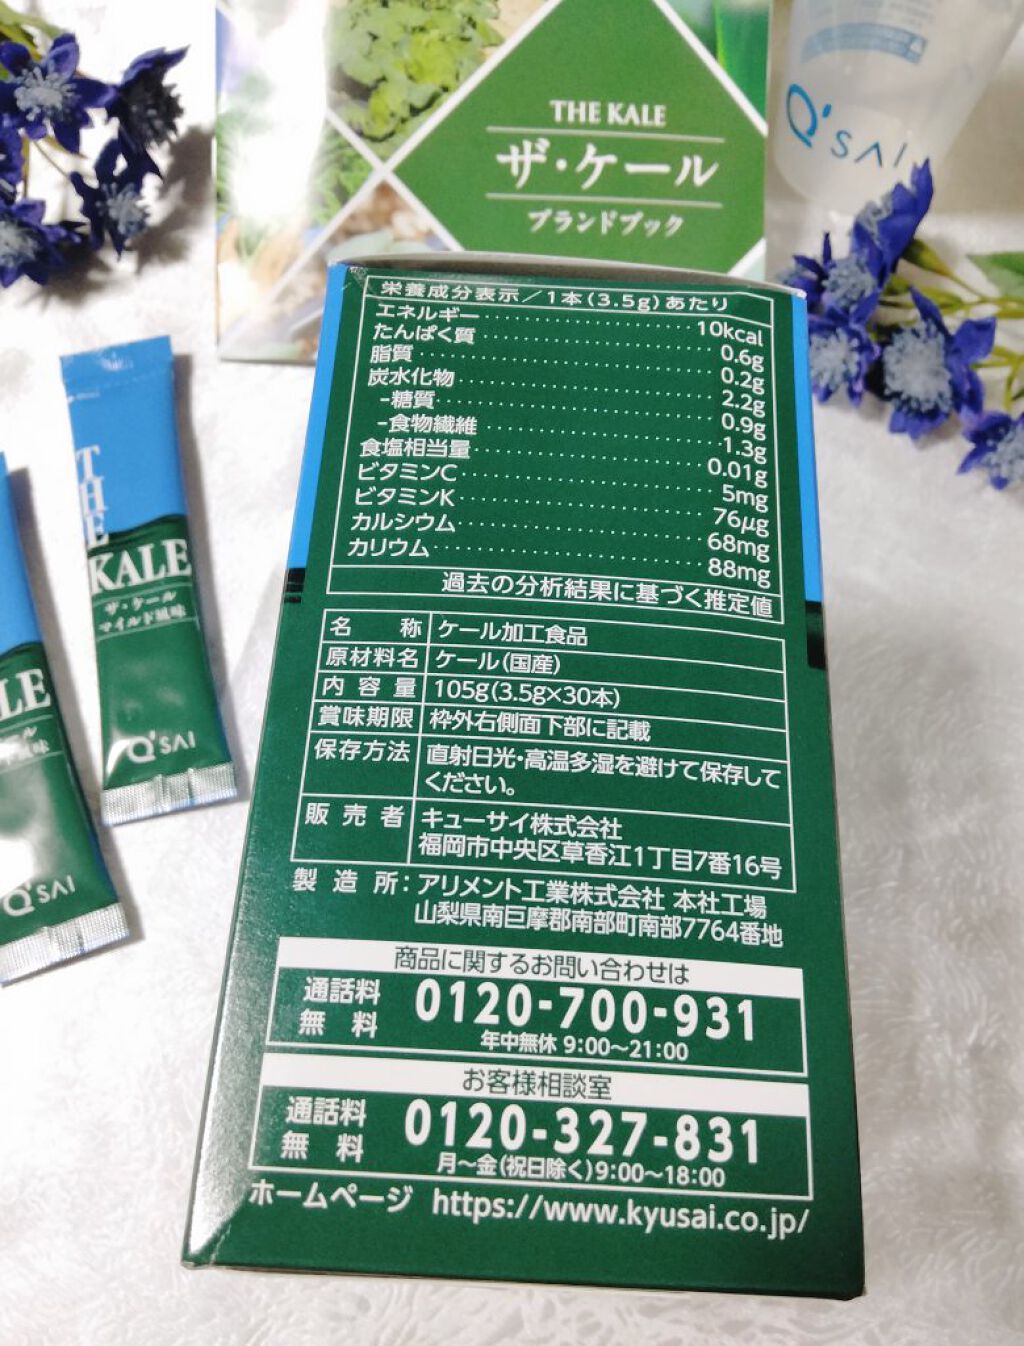 THE KALE
ザ・ケール
ブランドブック
Q'SAI
栄養成分表示／1本(3.5g)あたり
エネルギー 10kcal
たんぱく質 0.6g
脂質 0.2g
炭水化物 2.2g
-糖質 0.9g
-食物繊維 1.3g
食塩相当量 0.01g
ビタミンC 5mg
ビタミンK 76μg
カルシウム 68mg
カリウム 88mg
過去の分析結果に基づく推定値
名称 ケール加工食品
原材料名 ケール(国産)
内容量 105g(3.5g×30本)
賞味期限 枠外右側面下部に記載
保存方法 直射日光・高温多湿を避けて保存して
ください。
販売者 キューサイ株式会社
福岡市中央区草香江1丁目7番16号
製造所：アリメント工業株式会社 本社工場
山梨県南巨摩郡南部町南部7764番地
商品に関するお問い合わせは
通話料
無料
0120-700-931
年中無休 9:00～21:00
お客様相談室
通話料
無料
0120-327-831
月～金(祝日除く)9:00～18:00
ホームページ https://www.kyusai.co.jp/
THE
KALE
ザ・ケール
マイルド風味
Q'SAI
LE
ール
味
Q'SAI